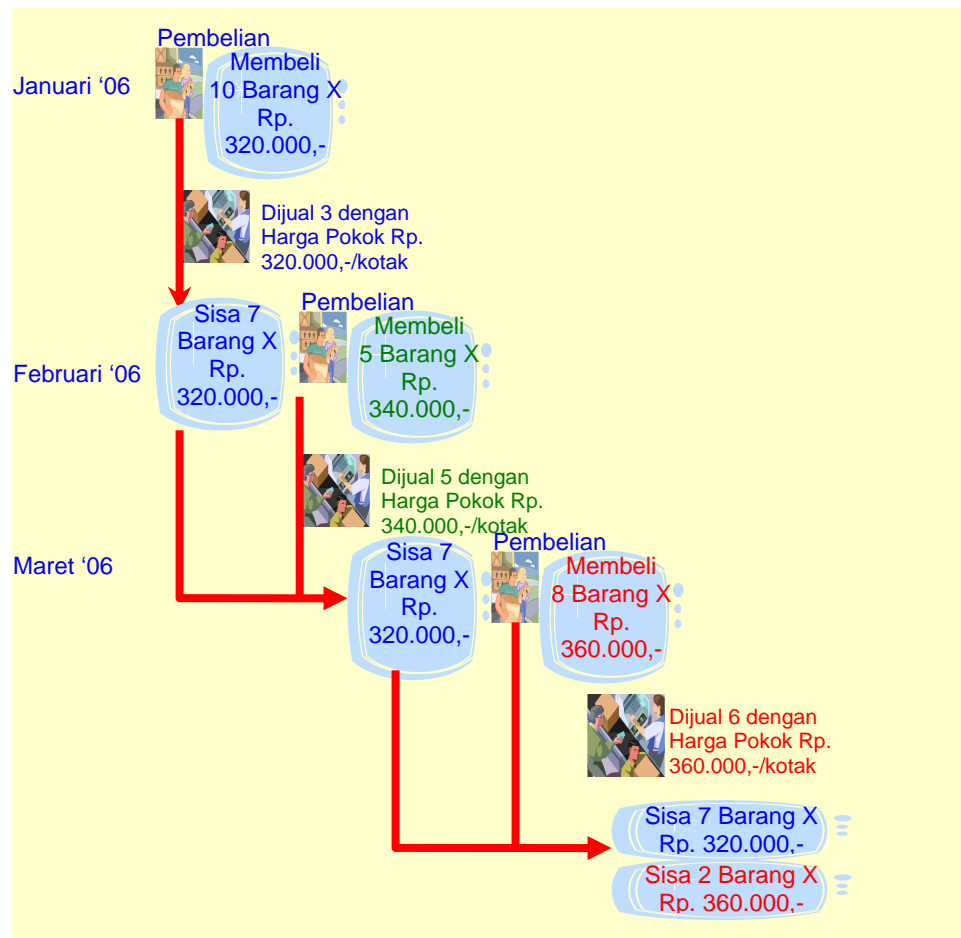 Pembelian
Januari ‘06
Membeli
10 Barang X
Rp.
320.000,-
Dijual 3 dengan
Harga Pokok Rp.
320.000,-/kotak
Februari ‘06
Sisa 7
Barang X
Rp.
320.000,-
Pembelian
Membeli
5 Barang X
Rp.
340.000,-
Dijual 5 dengan
Harga Pokok Rp.
340.000,-/kotak
Maret ‘06
Sisa 7
Barang X
Rp.
320.000,-
Pembelian
Membeli
8 Barang X
Rp.
360.000,-
Dijual 6 dengan
Harga Pokok Rp.
360.000,-/kotak
Sisa 7 Barang X
Rp. 320.000,-
Sisa 2 Barang X
Rp. 360.000,-